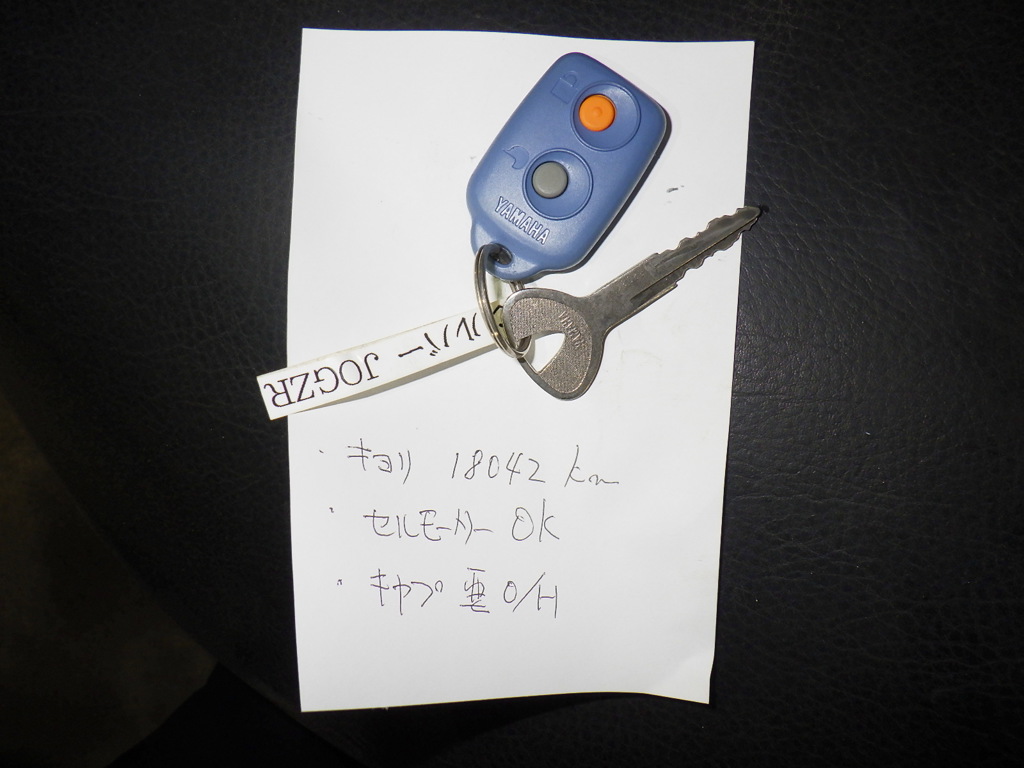 YAMAHA
ルバー JOGZR
・キョリ 18042 km
・セルモーター OK
・キャブ 要 O/H